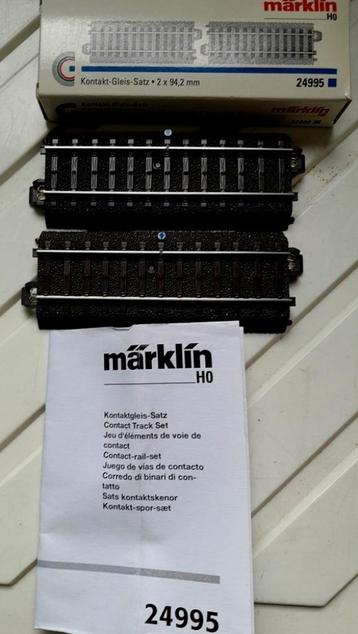 märklin
H0
Kontakt-Gleis-Satz • 2 x 94,2 mm
24995
märklin
24995
märklin
H0
Kontaktgleis-Satz
Contact Track Set
Jeu d'éléments de voie de
contact
Contact-rail-set
Juego de vias de contacto
Corredo di binari di con-
tatto
Sats kontaktskenor
Kontakt-spor-sæt
24995